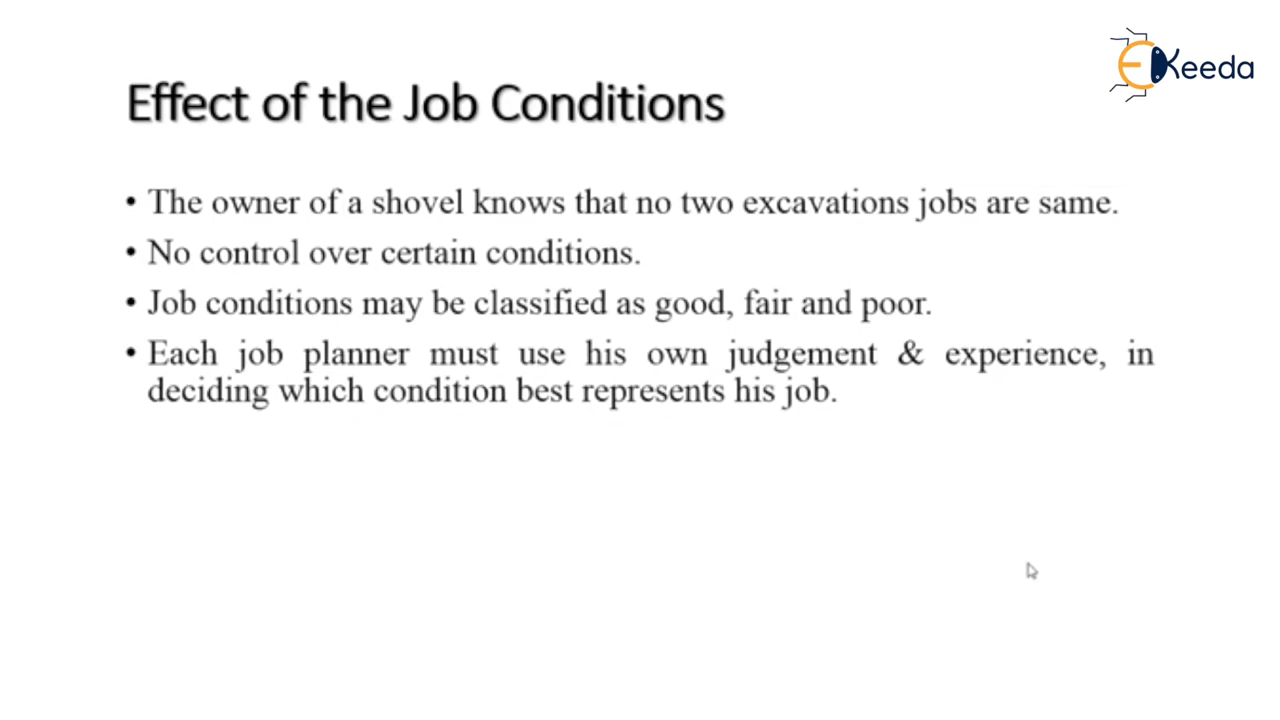 EKeeda
Effect of the Job Conditions
• The owner of a shovel knows that no two excavations jobs are same.
• No control over certain conditions.
• Job conditions may be classified as good, fair and poor.
• Each job planner must use his own judgement & experience, in
deciding which condition best represents his job.